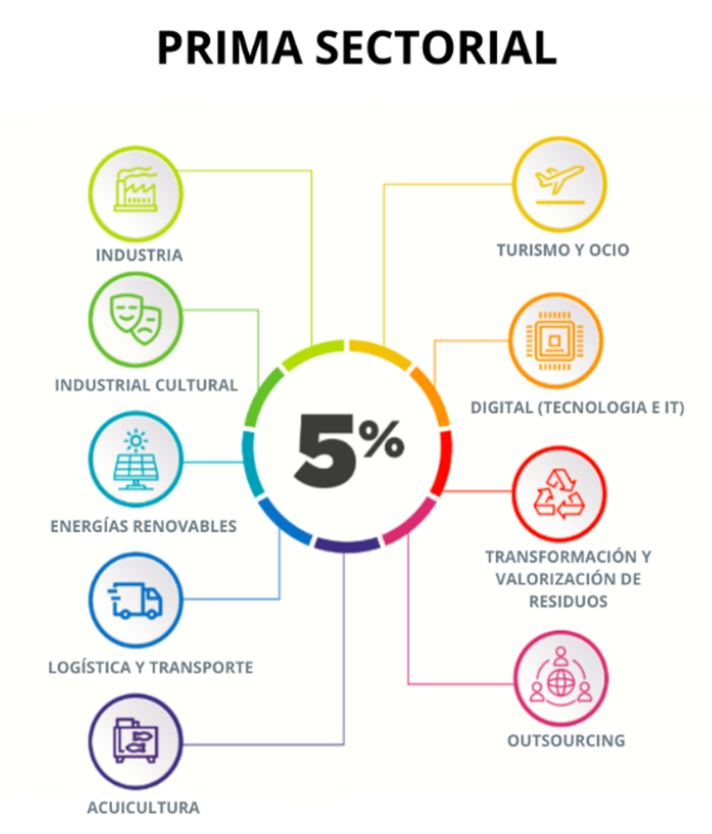 PRIMA SECTORIAL
INDUSTRIA
INDUSTRIAL CULTURAL
ENERGÍAS RENOVABLES
LOGÍSTICA Y TRANSPORTE
ACUICULTURA
5%
TURISMO Y OCIO
DIGITAL (TECNOLOGIA E IT)
TRANSFORMACIÓN Y
VALORIZACIÓN DE
RESIDUOS
OUTSOURCING